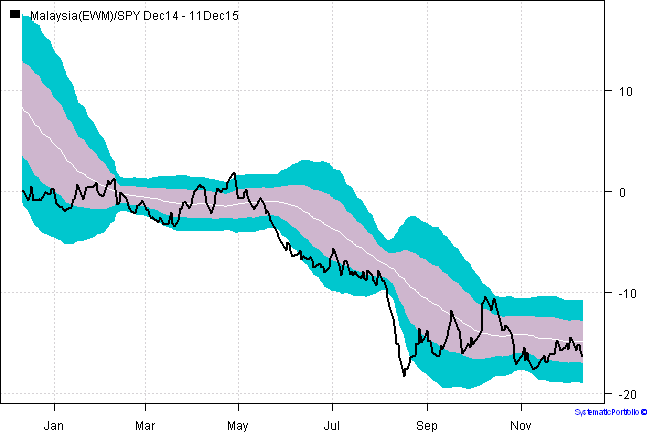 Malaysia(EWM)/SPY Dec14 - 11Dec15
10
0
-10
-20
Jan Mar May Jul Sep Nov
SystematicPortfolio ©